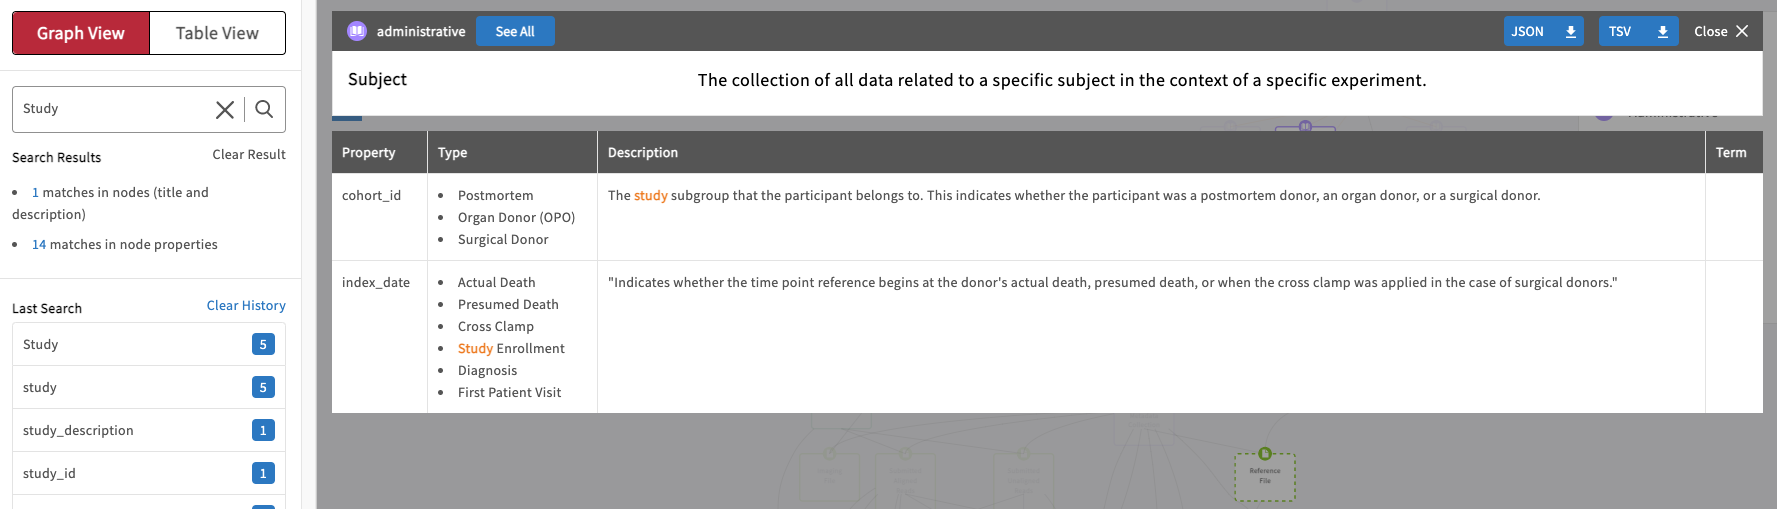 Graph View
Table View
Study
Search Results
Clear Result
1 matches in nodes (title and
description)
14 matches in node properties
Last Search
Clear History
Study 5
study 5
study_description 1
study_id 1
administrative
See All
JSON
TSV
Close
Subject
The collection of all data related to a specific subject in the context of a specific experiment.
Property Type Description Term
cohort_id
Postmortem
Organ Donor (OPO)
Surgical Donor
The study subgroup that the participant belongs to. This indicates whether the participant was a postmortem donor, an organ donor, or a surgical donor.
index_date
Actual Death
Presumed Death
Cross Clamp
Study Enrollment
Diagnosis
First Patient Visit
"Indicates whether the time point reference begins at the donor's actual death, presumed death, or when the cross clamp was applied in the case of surgical donors."
Reference
File